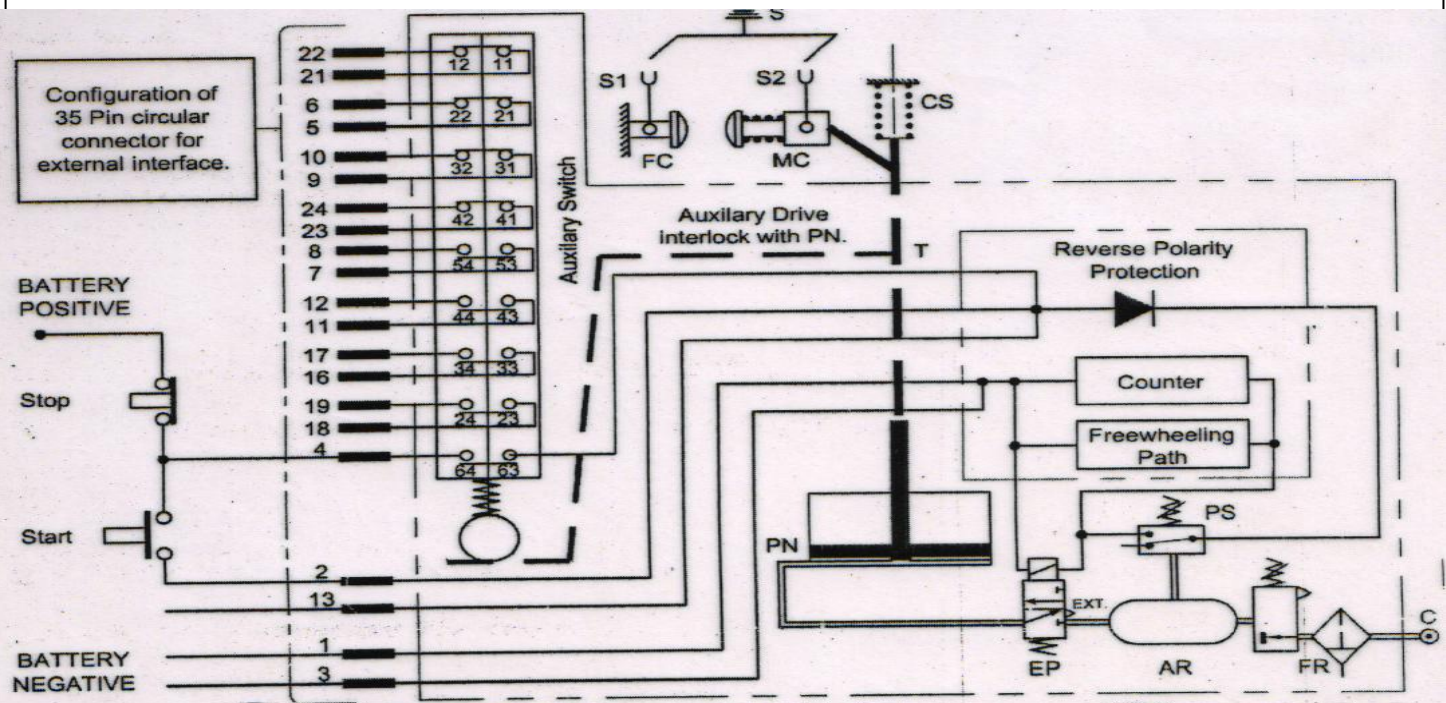 S
22
12 11
21
S1
S2
CS
Configuration of
35 Pin circular
connector for
external interface.
6
22 21
5
10
32 31
9
FC
MC
24
42 41
23
8
54 53
7
12
44 43
11
17
34 33
16
19
24 23
18
4
64 63
Auxilary Switch
Auxilary Drive
interlock with PN.
T
Reverse Polarity
Protection
BATTERY
POSITIVE
Stop
Counter
Freewheeling
Path
Start
PN
PS
2
13
EXT.
C
1
BATTERY
NEGATIVE
3
EP
AR
FR